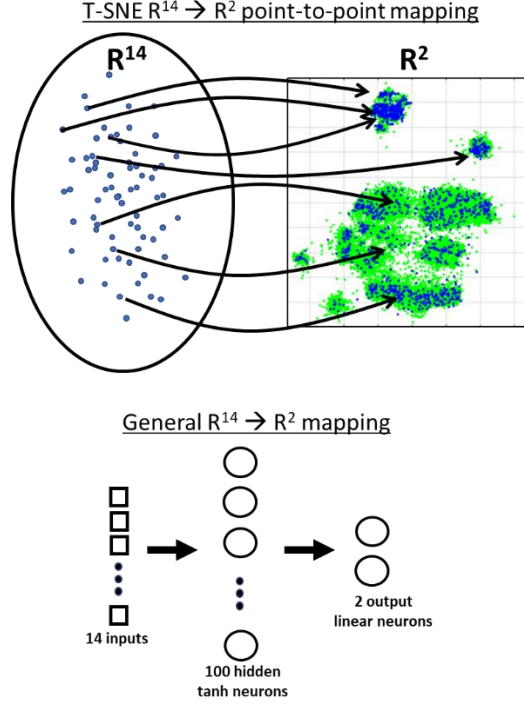 T-SNE R¹⁴ → R² point-to-point mapping
R¹⁴
R²
General R¹⁴ → R² mapping
14 inputs
100 hidden
tanh neurons
2 output
linear neurons